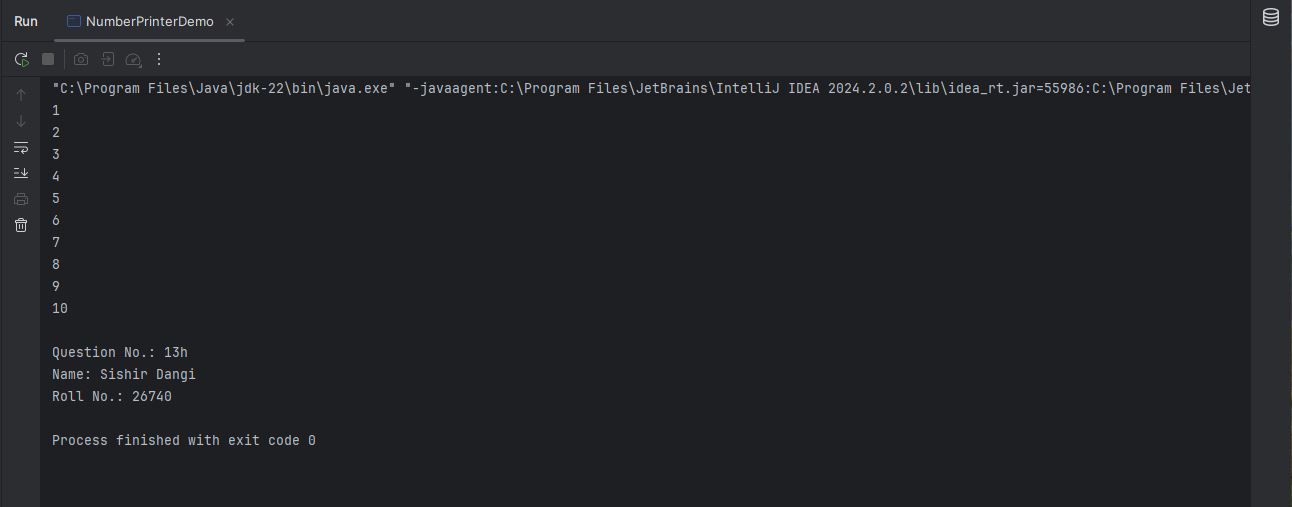 Run NumberPrinterDemo
"C:\Program Files\Java\jdk-22\bin\java.exe" "-javaagent:C:\Program Files\JetBrains\IntelliJ IDEA 2024.2.0.2\lib\idea_rt.jar=55986:C:\Program Files\Jet
1
2
3
4
5
6
7
8
9
10
Question No.: 13h
Name: Sishir Dangi
Roll No.: 26740
Process finished with exit code 0